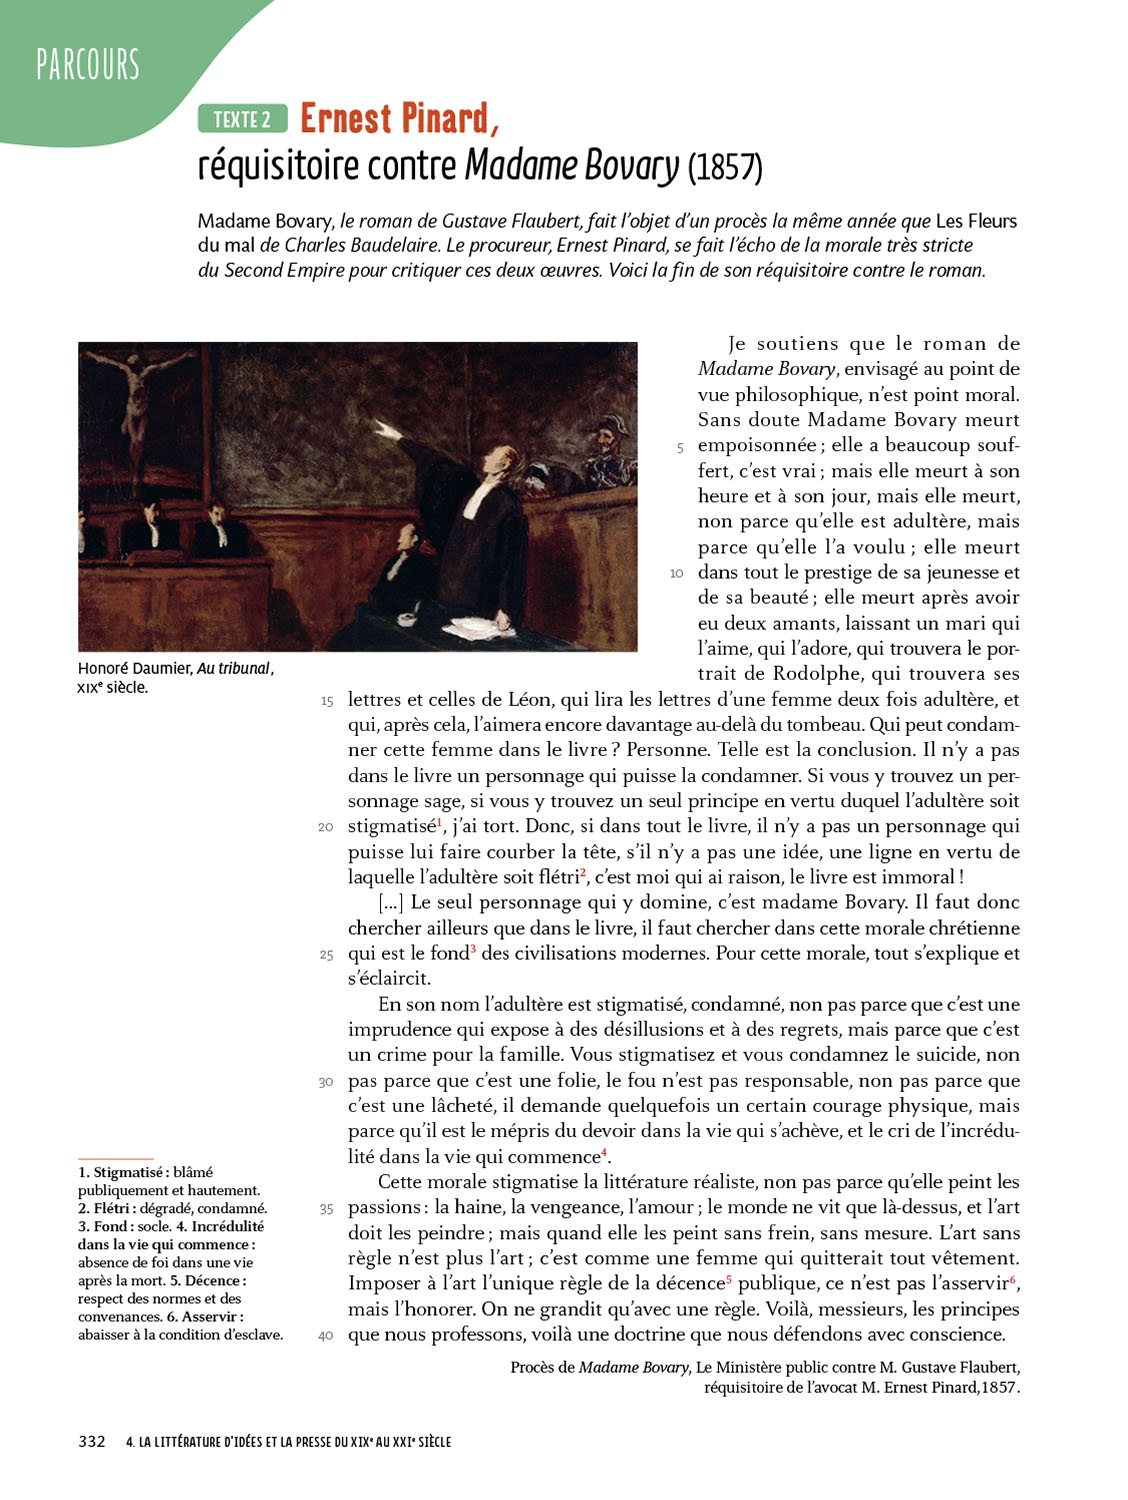 PARCOURS
TEXTE 2 Ernest Pinard,
réquisitoire contre Madame Bovary (1857)
Madame Bovary, le roman de Gustave Flaubert, fait l’objet d’un procès la même année que Les Fleurs
du mal de Charles Baudelaire. Le procureur, Ernest Pinard, se fait l’écho de la morale très stricte
du Second Empire pour critiquer ces deux œuvres. Voici la fin de son réquisitoire contre le roman.
Je soutiens que le roman de
Madame Bovary, envisagé au point de
vue philosophique, n’est point moral.
Sans doute Madame Bovary meurt
5 empoisonnée ; elle a beaucoup souf-
fert, c’est vrai ; mais elle meurt à son
heure et à son jour, mais elle meurt,
non parce qu’elle est adultère, mais
parce qu’elle l’a voulu ; elle meurt
10 dans tout le prestige de sa jeunesse et
de sa beauté ; elle meurt après avoir
eu deux amants, laissant un mari qui
l’aime, qui l’adore, qui trouvera le por-
trait de Rodolphe, qui trouvera ses
Honoré Daumier, Au tribunal,
XIXe siècle.
15 lettres et celles de Léon, qui lira les lettres d’une femme deux fois adultère, et
qui, après cela, l’aimera encore davantage au-delà du tombeau. Qui peut condam-
ner cette femme dans le livre ? Personne. Telle est la conclusion. Il n’y a pas
dans le livre un personnage qui puisse la condamner. Si vous y trouvez un per-
sonnage sage, si vous y trouvez un seul principe en vertu duquel l’adultère soit
20 stigmatisé1, j’ai tort. Donc, si dans tout le livre, il n’y a pas un personnage qui
puisse lui faire courber la tête, s’il n’y a pas une idée, une ligne en vertu de
laquelle l’adultère soit flétri2, c’est moi qui ai raison, le livre est immoral !
[...] Le seul personnage qui y domine, c’est madame Bovary. Il faut donc
chercher ailleurs que dans le livre, il faut chercher dans cette morale chrétienne
25 qui est le fond3 des civilisations modernes. Pour cette morale, tout s’explique et
s’éclaircit.
En son nom l’adultère est stigmatisé, condamné, non pas parce que c’est une
imprudence qui expose à des désillusions et à des regrets, mais parce que c’est
un crime pour la famille. Vous stigmatisez et vous condamnez le suicide, non
30 pas parce que c’est une folie, le fou n’est pas responsable, non pas parce que
c’est une lâcheté, il demande quelquefois un certain courage physique, mais
parce qu’il est le mépris du devoir dans la vie qui s’achève, et le cri de l’incrédu-
lité dans la vie qui commence4.
Cette morale stigmatise la littérature réaliste, non pas parce qu’elle peint les
35 passions : la haine, la vengeance, l’amour ; le monde ne vit que là-dessus, et l’art
doit les peindre ; mais quand elle les peint sans frein, sans mesure. L’art sans
règle n’est plus l’art ; c’est comme une femme qui quitterait tout vêtement.
Imposer à l’art l’unique règle de la décence5 publique, ce n’est pas l’asservir6,
mais l’honorer. On ne grandit qu’avec une règle. Voilà, messieurs, les principes
40 que nous professons, voilà une doctrine que nous défendons avec conscience.
Procès de Madame Bovary, Le Ministère public contre M. Gustave Flaubert,
réquisitoire de l’avocat M. Ernest Pinard,1857.
1. Stigmatisé : blâmé
publiquement et hautement.
2. Flétri : dégradé, condamné.
3. Fond : socle. 4. Incrédulité
dans la vie qui commence :
absence de foi dans une vie
après la mort. 5. Décence :
respect des normes et des
convenances. 6. Asservir :
abaisser à la condition d’esclave.
332 4. LA LITTÉRATURE D’IDÉES ET LA PRESSE DU XIXe AU XXIe SIÈCLE